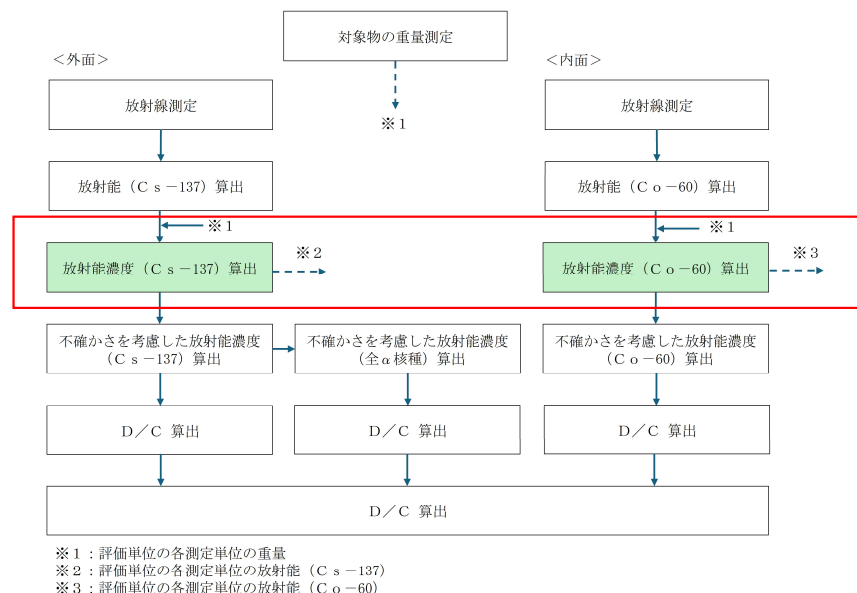 対象物の重量測定
＜外面＞
＜内面＞
放射線測定
放射線測定
※１
放射能（Ｃｓ－137）算出
放射能（Ｃｏ－60）算出
※１
※１
放射能濃度（Ｃｓ－137）算出
※２
放射能濃度（Ｃｏ－60）算出
※３
不確かさを考慮した放射能濃度
（Ｃｓ－137）算出
不確かさを考慮した放射能濃度
（全α核種）算出
不確かさを考慮した放射能濃度
（Ｃｏ－60）算出
Ｄ／Ｃ 算出
Ｄ／Ｃ 算出
Ｄ／Ｃ 算出
Ｄ／Ｃ 算出
※１：評価単位の各測定単位の重量
※２：評価単位の各測定単位の放射能（Ｃｓ－137）
※３：評価単位の各測定単位の放射能（Ｃｏ－60）